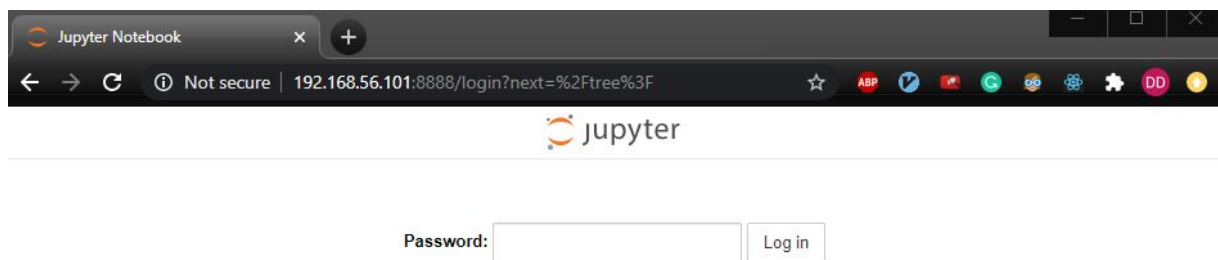 Jupyter Notebook
Not secure | 192.168.56.101:8888/login?next=%2Ftree%3F ABP G DD
jupyter
Password: Log in